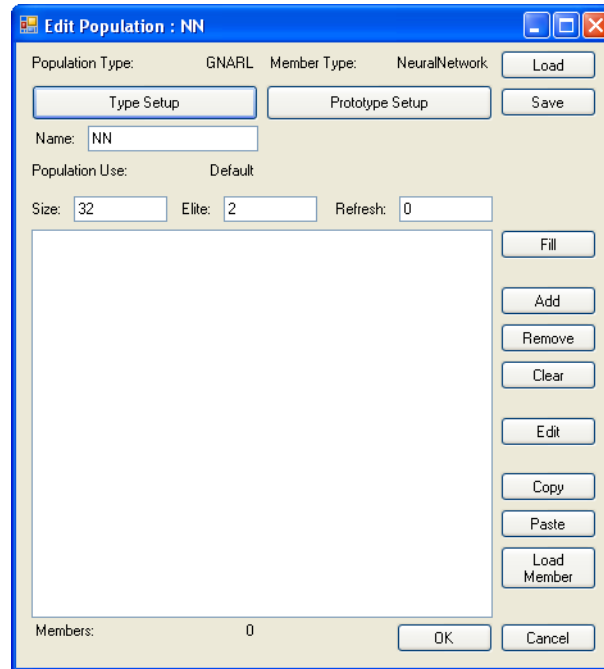 Edit Population : NN
Population Type: GNARL Member Type: NeuralNetwork Load
Type Setup Prototype Setup Save
Name: NN
Population Use: Default
Size: 32 Elite: 2 Refresh: 0
Fill
Add
Remove
Clear
Edit
Copy
Paste
Load
Member
Members: 0 OK Cancel